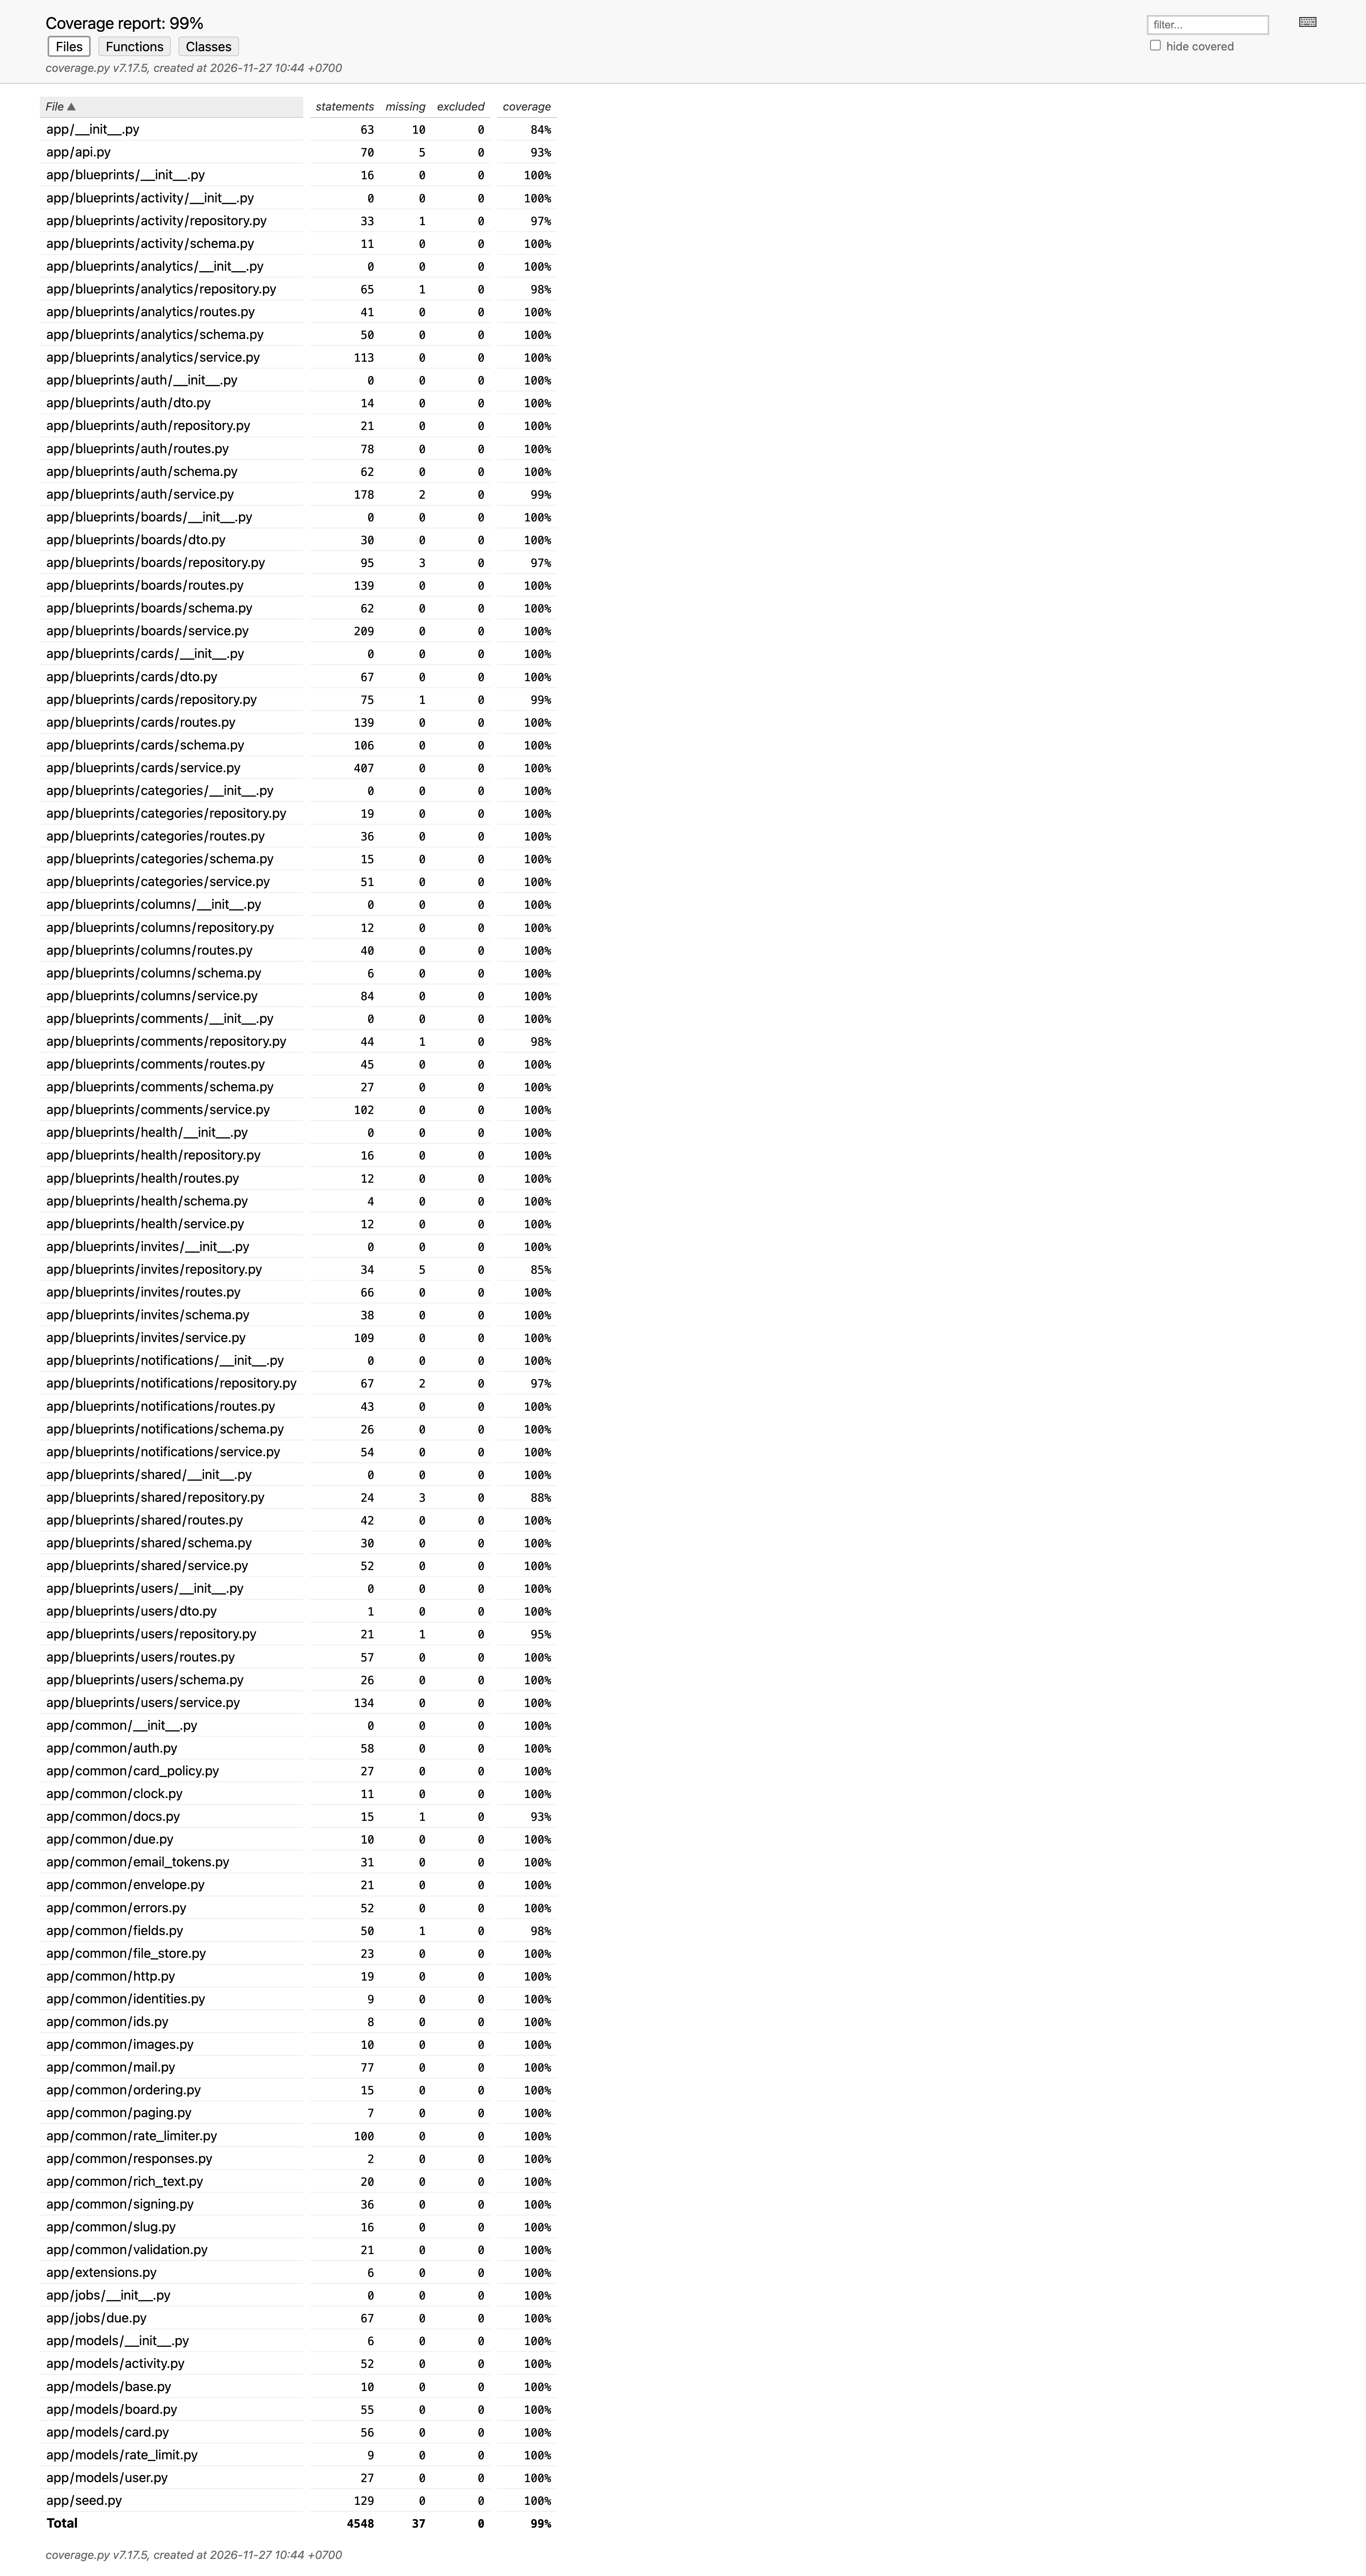 Coverage report: 99%
filter...
Files Functions Classes
hide covered
coverage.py v7.17.5, created at 2026-11-27 10:44 +0700
File ▲ statements missing excluded coverage
app/__init__.py 63 10 0 84%
app/api.py 70 5 0 93%
app/blueprints/__init__.py 16 0 0 100%
app/blueprints/activity/__init__.py 0 0 0 100%
app/blueprints/activity/repository.py 33 1 0 97%
app/blueprints/activity/schema.py 11 0 0 100%
app/blueprints/analytics/__init__.py 0 0 0 100%
app/blueprints/analytics/repository.py 65 1 0 98%
app/blueprints/analytics/routes.py 41 0 0 100%
app/blueprints/analytics/schema.py 50 0 0 100%
app/blueprints/analytics/service.py 113 0 0 100%
app/blueprints/auth/__init__.py 0 0 0 100%
app/blueprints/auth/dto.py 14 0 0 100%
app/blueprints/auth/repository.py 21 0 0 100%
app/blueprints/auth/routes.py 78 0 0 100%
app/blueprints/auth/schema.py 62 0 0 100%
app/blueprints/auth/service.py 178 2 0 99%
app/blueprints/boards/__init__.py 0 0 0 100%
app/blueprints/boards/dto.py 30 0 0 100%
app/blueprints/boards/repository.py 95 3 0 97%
app/blueprints/boards/routes.py 139 0 0 100%
app/blueprints/boards/schema.py 62 0 0 100%
app/blueprints/boards/service.py 209 0 0 100%
app/blueprints/cards/__init__.py 0 0 0 100%
app/blueprints/cards/dto.py 67 0 0 100%
app/blueprints/cards/repository.py 75 1 0 99%
app/blueprints/cards/routes.py 139 0 0 100%
app/blueprints/cards/schema.py 106 0 0 100%
app/blueprints/cards/service.py 407 0 0 100%
app/blueprints/categories/__init__.py 0 0 0 100%
app/blueprints/categories/repository.py 19 0 0 100%
app/blueprints/categories/routes.py 36 0 0 100%
app/blueprints/categories/schema.py 15 0 0 100%
app/blueprints/categories/service.py 51 0 0 100%
app/blueprints/columns/__init__.py 0 0 0 100%
app/blueprints/columns/repository.py 12 0 0 100%
app/blueprints/columns/routes.py 40 0 0 100%
app/blueprints/columns/schema.py 6 0 0 100%
app/blueprints/columns/service.py 84 0 0 100%
app/blueprints/comments/__init__.py 0 0 0 100%
app/blueprints/comments/repository.py 44 1 0 98%
app/blueprints/comments/routes.py 45 0 0 100%
app/blueprints/comments/schema.py 27 0 0 100%
app/blueprints/comments/service.py 102 0 0 100%
app/blueprints/health/__init__.py 0 0 0 100%
app/blueprints/health/repository.py 16 0 0 100%
app/blueprints/health/routes.py 12 0 0 100%
app/blueprints/health/schema.py 4 0 0 100%
app/blueprints/health/service.py 12 0 0 100%
app/blueprints/invites/__init__.py 0 0 0 100%
app/blueprints/invites/repository.py 34 5 0 85%
app/blueprints/invites/routes.py 66 0 0 100%
app/blueprints/invites/schema.py 38 0 0 100%
app/blueprints/invites/service.py 109 0 0 100%
app/blueprints/notifications/__init__.py 0 0 0 100%
app/blueprints/notifications/repository.py 67 2 0 97%
app/blueprints/notifications/routes.py 43 0 0 100%
app/blueprints/notifications/schema.py 26 0 0 100%
app/blueprints/notifications/service.py 54 0 0 100%
app/blueprints/shared/__init__.py 0 0 0 100%
app/blueprints/shared/repository.py 24 3 0 88%
app/blueprints/shared/routes.py 42 0 0 100%
app/blueprints/shared/schema.py 30 0 0 100%
app/blueprints/shared/service.py 52 0 0 100%
app/blueprints/users/__init__.py 0 0 0 100%
app/blueprints/users/dto.py 1 0 0 100%
app/blueprints/users/repository.py 21 1 0 95%
app/blueprints/users/routes.py 57 0 0 100%
app/blueprints/users/schema.py 26 0 0 100%
app/blueprints/users/service.py 134 0 0 100%
app/common/__init__.py 0 0 0 100%
app/common/auth.py 58 0 0 100%
app/common/card_policy.py 27 0 0 100%
app/common/clock.py 11 0 0 100%
app/common/docs.py 15 1 0 93%
app/common/due.py 10 0 0 100%
app/common/email_tokens.py 31 0 0 100%
app/common/envelope.py 21 0 0 100%
app/common/errors.py 52 0 0 100%
app/common/fields.py 50 1 0 98%
app/common/file_store.py 23 0 0 100%
app/common/http.py 19 0 0 100%
app/common/identities.py 9 0 0 100%
app/common/ids.py 8 0 0 100%
app/common/images.py 10 0 0 100%
app/common/mail.py 77 0 0 100%
app/common/ordering.py 15 0 0 100%
app/common/paging.py 7 0 0 100%
app/common/rate_limiter.py 100 0 0 100%
app/common/responses.py 2 0 0 100%
app/common/rich_text.py 20 0 0 100%
app/common/signing.py 36 0 0 100%
app/common/slug.py 16 0 0 100%
app/common/validation.py 21 0 0 100%
app/extensions.py 6 0 0 100%
app/jobs/__init__.py 0 0 0 100%
app/jobs/due.py 67 0 0 100%
app/models/__init__.py 6 0 0 100%
app/models/activity.py 52 0 0 100%
app/models/base.py 10 0 0 100%
app/models/board.py 55 0 0 100%
app/models/card.py 56 0 0 100%
app/models/rate_limit.py 9 0 0 100%
app/models/user.py 27 0 0 100%
app/seed.py 129 0 0 100%
Total 4548 37 0 99%
coverage.py v7.17.5, created at 2026-11-27 10:44 +0700